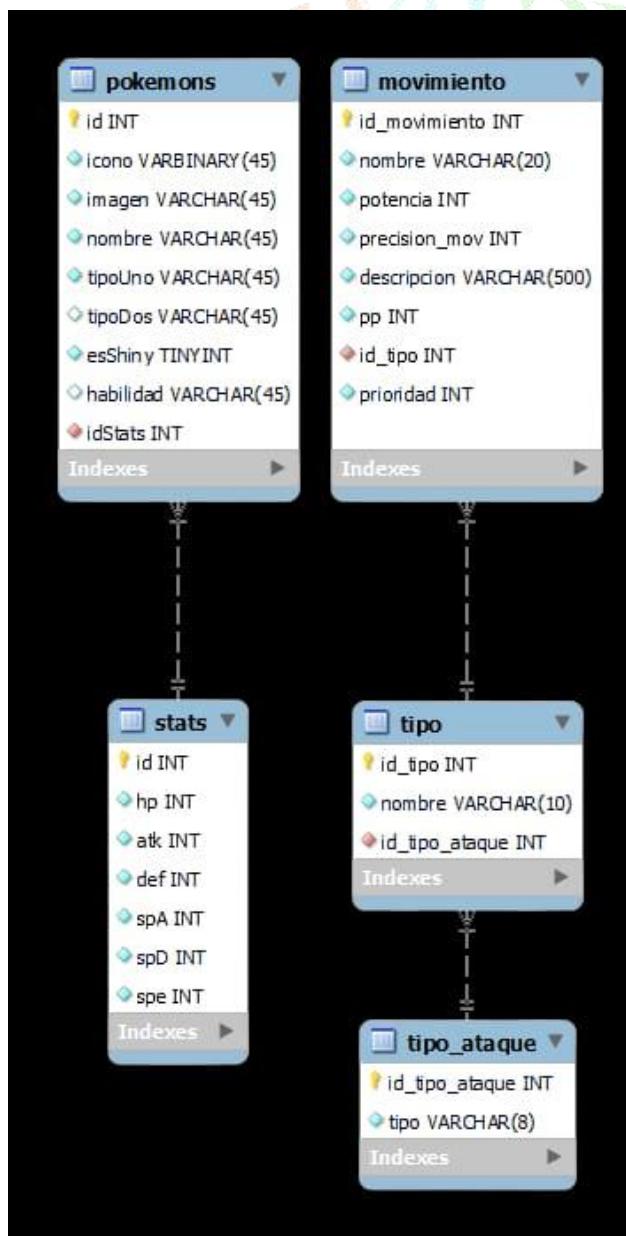 pokemons
id INT
icono VARBINARY(45)
imagen VARCHAR(45)
nombre VARCHAR(45)
tipoUno VARCHAR(45)
tipoDos VARCHAR(45)
esShiny TINYINT
habilidad VARCHAR(45)
idStats INT
Indexes
movimiento
id_movimiento INT
nombre VARCHAR(20)
potencia INT
precision_mov INT
descripcion VARCHAR(500)
pp INT
id_tipo INT
prioridad INT
Indexes
stats
id INT
hp INT
atk INT
def INT
spA INT
spD INT
spe INT
Indexes
tipo
id_tipo INT
nombre VARCHAR(10)
id_tipo_ataque INT
Indexes
tipo_ataque
id_tipo_ataque INT
tipo VARCHAR(8)
Indexes